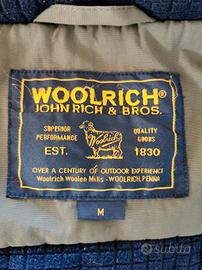 WOOLRICH®
JOHN RICH & BROS.
SUPERIOR PERFORMANCE
QUALITY GOODS
WOOLRICH
EST. 1830
OVER A CENTURY OF OUTDOOR EXPERIENCE
Woolrich Woolen Mills - WOOLRICH, PENNA
M
subito